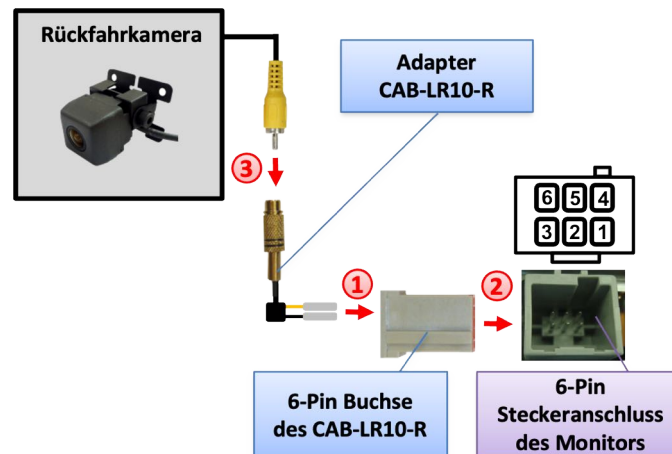 Rückfahrkamera
Adapter
CAB-LR10-R
3
6 5 4
3 2 1
1
2
6-Pin Buchse
des CAB-LR10-R
6-Pin
Steckeranschluss
des Monitors